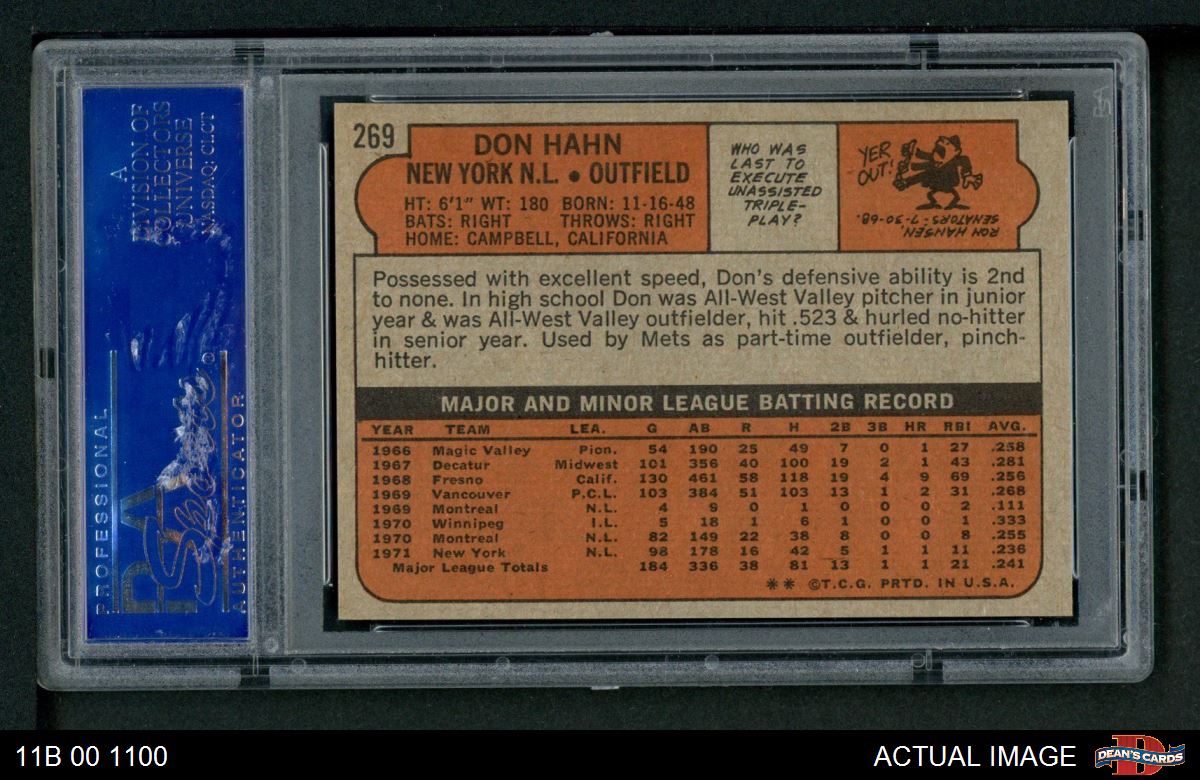 A
DIVISION OF
COLLECTORS
UNIVERSE
NASDAQ: CLCT
PSA
PROFESSIONAL
AUTHENTICATOR
PSA
269
DON HAHN
NEW YORK N.L. • OUTFIELD
HT: 6'1" WT: 180 BORN: 11-16-48
BATS: RIGHT THROWS: RIGHT
HOME: CAMPBELL, CALIFORNIA
WHO WAS
LAST TO
EXECUTE
UNASSISTED
TRIPLE-
PLAY?
YER
OUT!
RON HANSEN,
SENATORS - 7-30-68.
Possessed with excellent speed, Don's defensive ability is 2nd
to none. In high school Don was All-West Valley pitcher in junior
year & was All-West Valley outfielder, hit .523 & hurled no-hitter
in senior year. Used by Mets as part-time outfielder, pinch-
hitter.
MAJOR AND MINOR LEAGUE BATTING RECORD
YEAR TEAM LEA. G AB R H 2B 3B HR RBI AVG.
1966 Magic Valley Pion. 54 190 25 49 7 0 1 27 .258
1967 Decatur Midwest 101 356 40 100 19 2 1 43 .281
1968 Fresno Calif. 130 461 58 118 19 4 9 69 .256
1969 Vancouver P.C.L. 103 384 51 103 13 1 2 31 .268
1969 Montreal N.L. 4 9 0 1 0 0 0 2 .111
1970 Winnipeg I.L. 5 18 1 6 1 0 0 1 .333
1970 Montreal N.L. 82 149 22 38 8 0 0 8 .255
1971 New York N.L. 98 178 16 42 5 1 1 11 .236
Major League Totals 184 336 38 81 13 1 1 21 .241
** ©T.C.G. PRTD. IN U.S.A.
11B 00 1100
ACTUAL IMAGE
D
DEAN'S CARDS